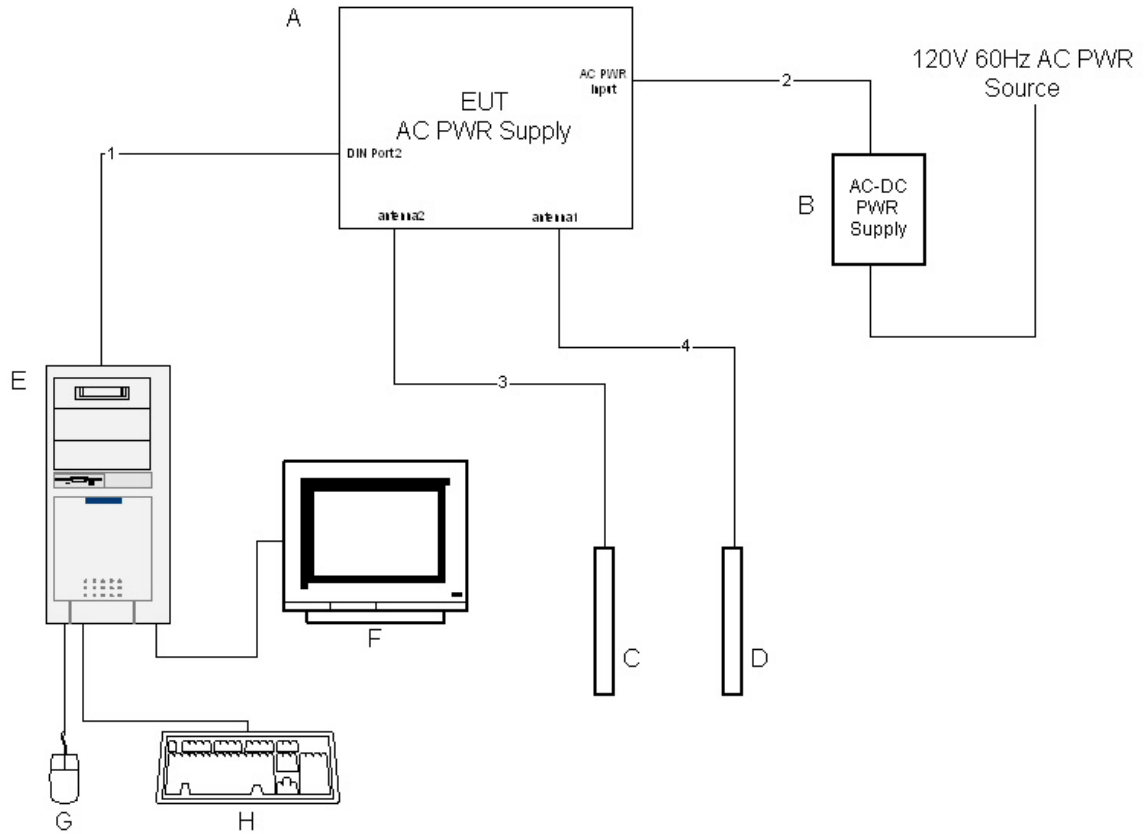 A
120V 60Hz AC PWR
Source
AC PWR
Input
2
EUT
AC PWR Supply
1
DIN Port2
AC-DC
PWR
Supply
B
antenna2
antenna1
4
3
E
F
C
D
G
H